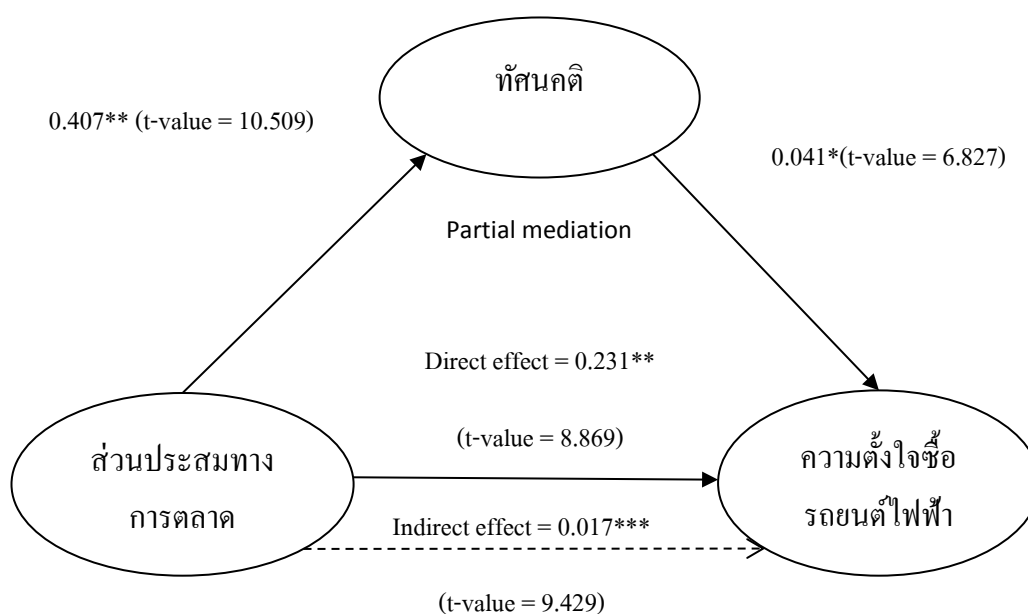 ทัศนคติ
0.407** (t-value = 10.509)
0.041*(t-value = 6.827)
Partial mediation
Direct effect = 0.231**
(t-value = 8.869)
ส่วนประสมทาง
การตลาด
ความตั้งใจซื้อ
รถยนต์ไฟฟ้า
Indirect effect = 0.017***
(t-value = 9.429)